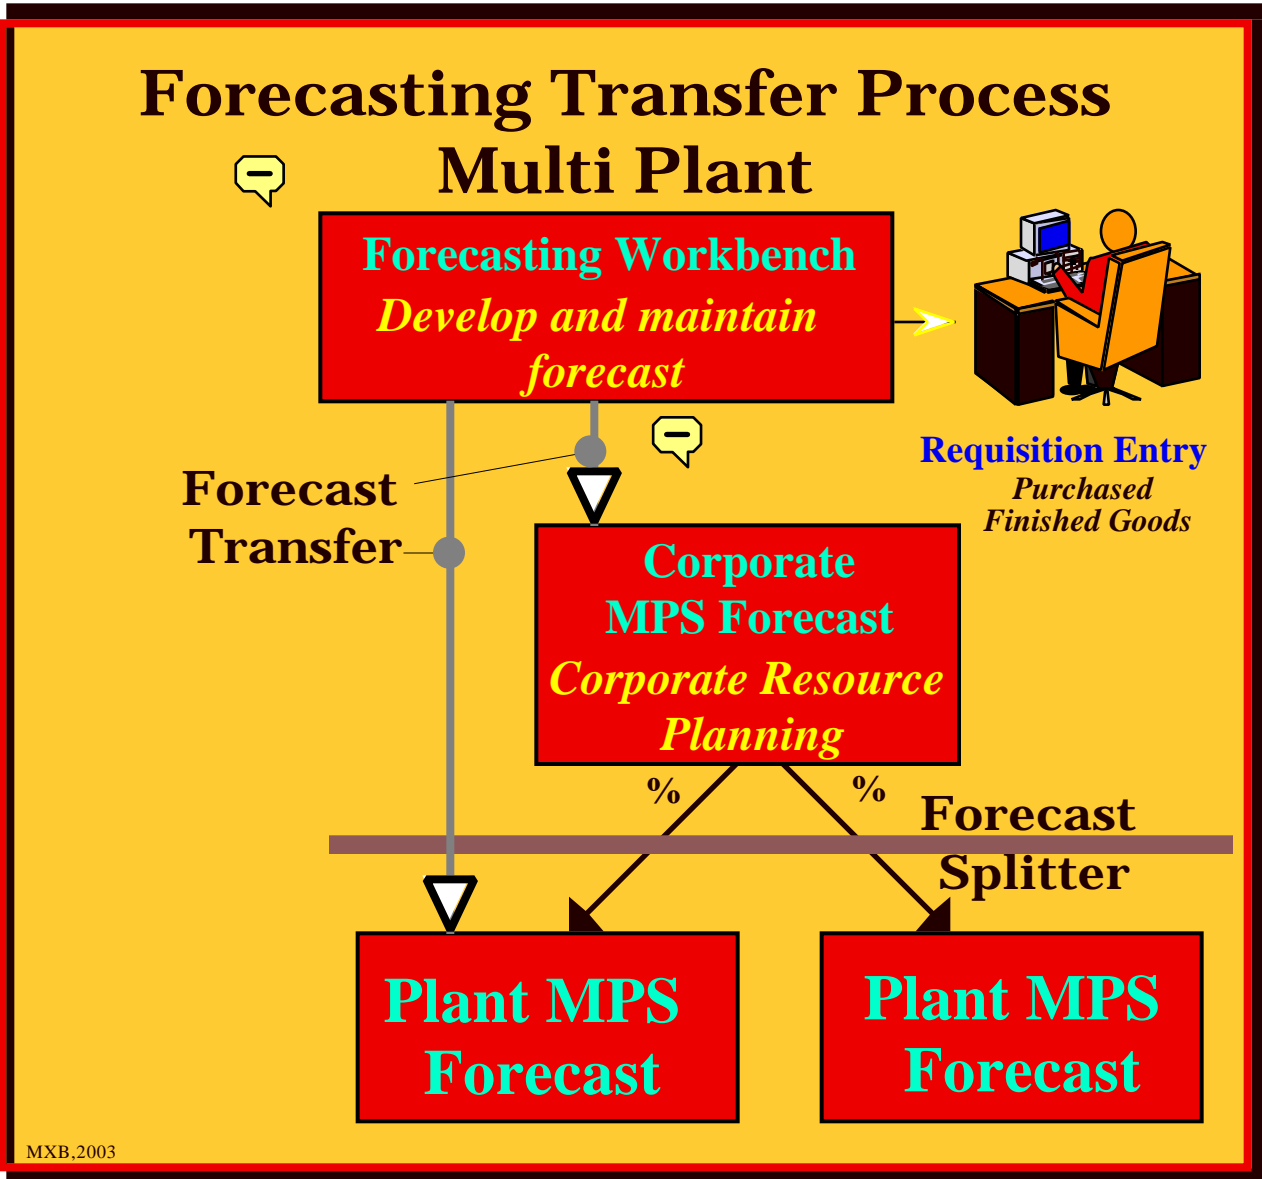 Forecasting Transfer Process
Multi Plant
Forecasting Workbench
Develop and maintain
forecast
Requisition Entry
Purchased
Finished Goods
Forecast
Transfer
Corporate
MPS Forecast
Corporate Resource
Planning
%
%
Forecast
Splitter
Plant MPS
Forecast
Plant MPS
Forecast
MXB,2003